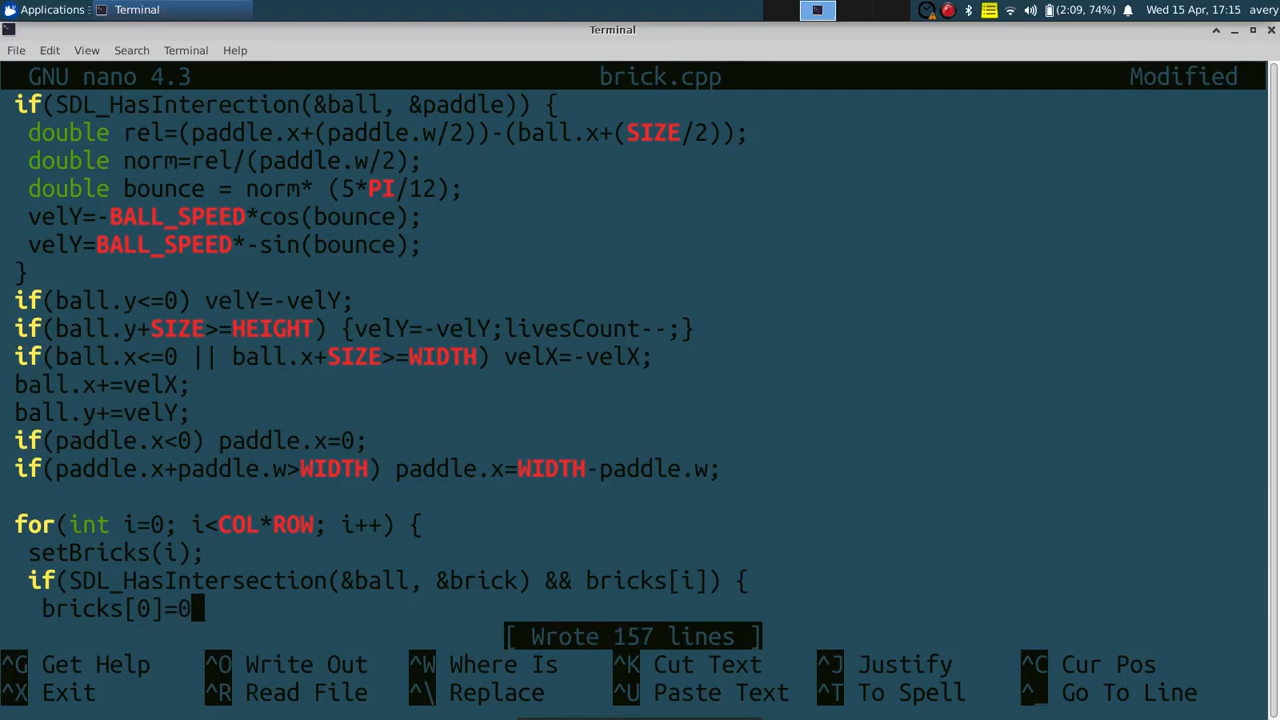 Applications Terminal (2:09, 74%) Wed 15 Apr, 17:15 avery
Terminal
File Edit View Search Terminal Help
GNU nano 4.3 brick.cpp Modified
if(SDL_HasInterection(&ball, &paddle)) {
double rel=(paddle.x+(paddle.w/2))-(ball.x+(SIZE/2));
double norm=rel/(paddle.w/2);
double bounce = norm* (5*PI/12);
velY=-BALL_SPEED*cos(bounce);
velY=BALL_SPEED*-sin(bounce);
}
if(ball.y<=0) velY=-velY;
if(ball.y+SIZE>=HEIGHT) {velY=-velY;livesCount--;}
if(ball.x<=0 || ball.x+SIZE>=WIDTH) velX=-velX;
ball.x+=velX;
ball.y+=velY;
if(paddle.x<0) paddle.x=0;
if(paddle.x+paddle.w>WIDTH) paddle.x=WIDTH-paddle.w;
for(int i=0; i<COL*ROW; i++) {
setBricks(i);
if(SDL_HasIntersection(&ball, &brick) && bricks[i]) {
bricks[0]=0
[ Wrote 157 lines ]
^G Get Help ^O Write Out ^W Where Is ^K Cut Text ^J Justify ^C Cur Pos
^X Exit ^R Read File ^\ Replace ^U Paste Text ^T To Spell ^_ Go To Line